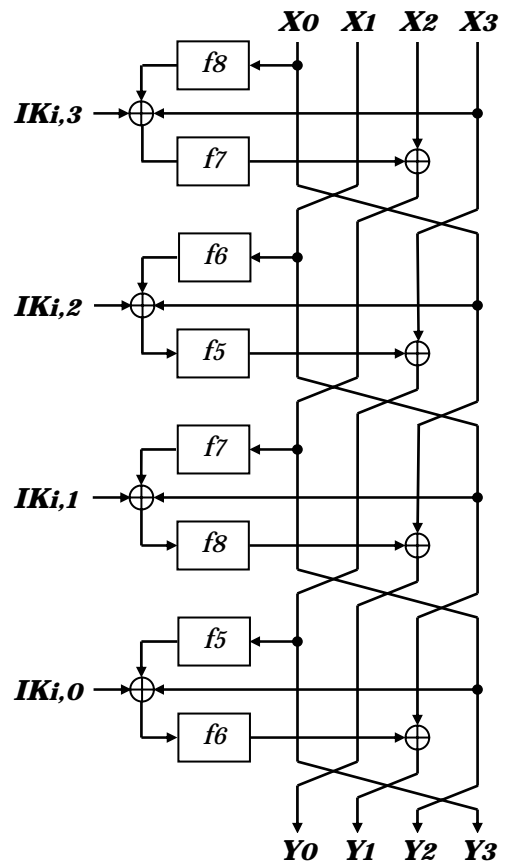 X0 X1 X2 X3
f8
IKi,3
f7
f6
IKi,2
f5
f7
IKi,1
f8
f5
IKi,0
f6
Y0 Y1 Y2 Y3